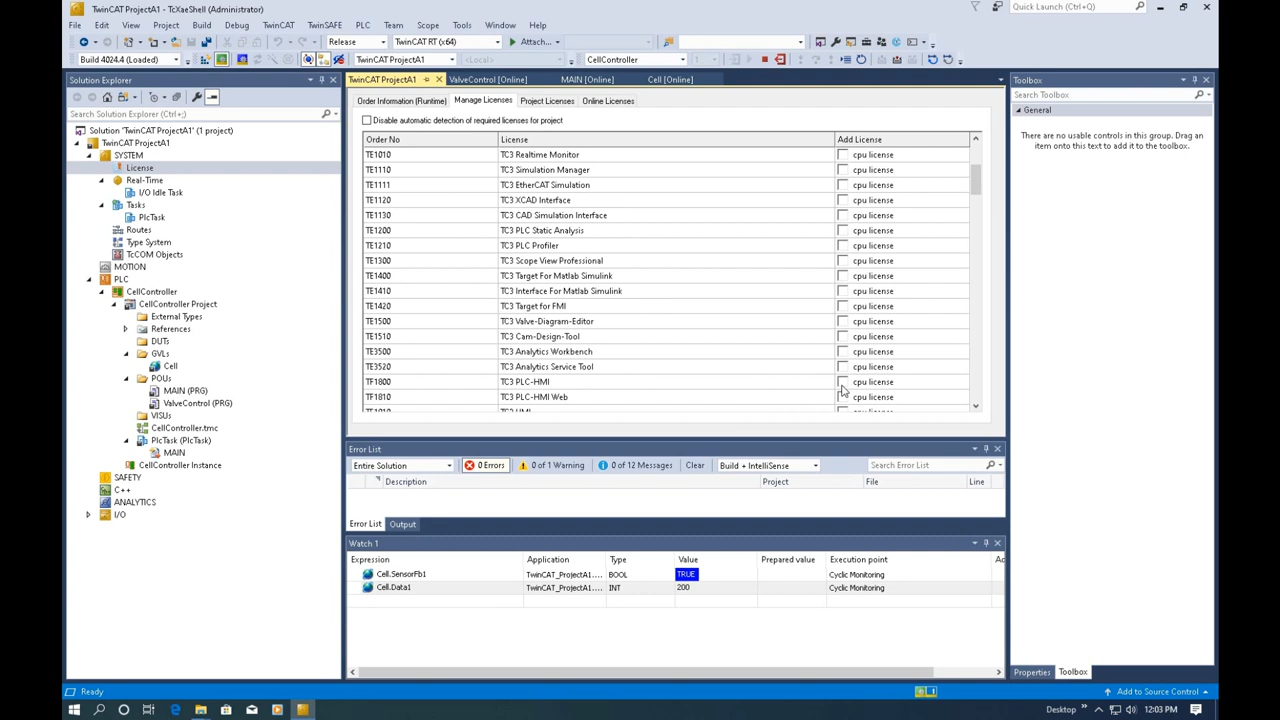 TwinCAT ProjectA1 - TcXaeShell (Administrator)
Quick Launch (Ctrl+;)
File Edit View Project Build Debug TwinCAT TwinSAFE PLC Team Scope Tools Window Help
Release TwinCAT RT (x64) Attach...
Build 4024.4 (Loaded) TwinCAT ProjectA1 CellController
Solution Explorer
Search Solution Explorer (Ctrl+;)
Solution 'TwinCAT ProjectA1' (1 project)
TwinCAT ProjectA1
SYSTEM
License
Real-Time
I/O Idle Task
Tasks
PlcTask
Routes
Type System
TcCOM Objects
MOTION
PLC
CellController
CellController Project
External Types
References
DUTs
GVLs
Cell
POUs
MAIN (PRG)
ValveControl (PRG)
VISUs
CellController.tmc
PlcTask (PlcTask)
MAIN
CellController Instance
SAFETY
C++
ANALYTICS
I/O
TwinCAT ProjectA1 ValveControl [Online] MAIN [Online] Cell [Online]
Order Information (Runtime) Manage Licenses Project Licenses Online Licenses
Disable automatic detection of required licenses for project
Order No License Add License
TE1010 TC3 Realtime Monitor cpu license
TE1110 TC3 Simulation Manager cpu license
TE1111 TC3 EtherCAT Simulation cpu license
TE1120 TC3 XCAD Interface cpu license
TE1130 TC3 CAD Simulation Interface cpu license
TE1200 TC3 PLC Static Analysis cpu license
TE1210 TC3 PLC Profiler cpu license
TE1300 TC3 Scope View Professional cpu license
TE1400 TC3 Target For Matlab Simulink cpu license
TE1410 TC3 Interface For Matlab Simulink cpu license
TE1420 TC3 Target for FMI cpu license
TE1500 TC3 Valve-Diagram-Editor cpu license
TE1510 TC3 Cam-Design-Tool cpu license
TE3500 TC3 Analytics Workbench cpu license
TE3520 TC3 Analytics Service Tool cpu license
TF1800 TC3 PLC-HMI cpu license
TF1810 TC3 PLC-HMI Web cpu license
Error List
Entire Solution 0 Errors 0 of 1 Warning 0 of 12 Messages Clear Build + IntelliSense Search Error List
Description Project File Line
Error List Output
Watch 1
Expression Application Type Value Prepared value Execution point
Cell.SensorFb1 TwinCAT_ProjectA1.... BOOL TRUE Cyclic Monitoring
Cell.Data1 TwinCAT_ProjectA1.... INT 200 Cyclic Monitoring
Toolbox
Search Toolbox
General
There are no usable controls in this group. Drag an
item onto this text to add it to the toolbox.
Properties Toolbox
Ready 1 Add to Source Control
Desktop 12:03 PM